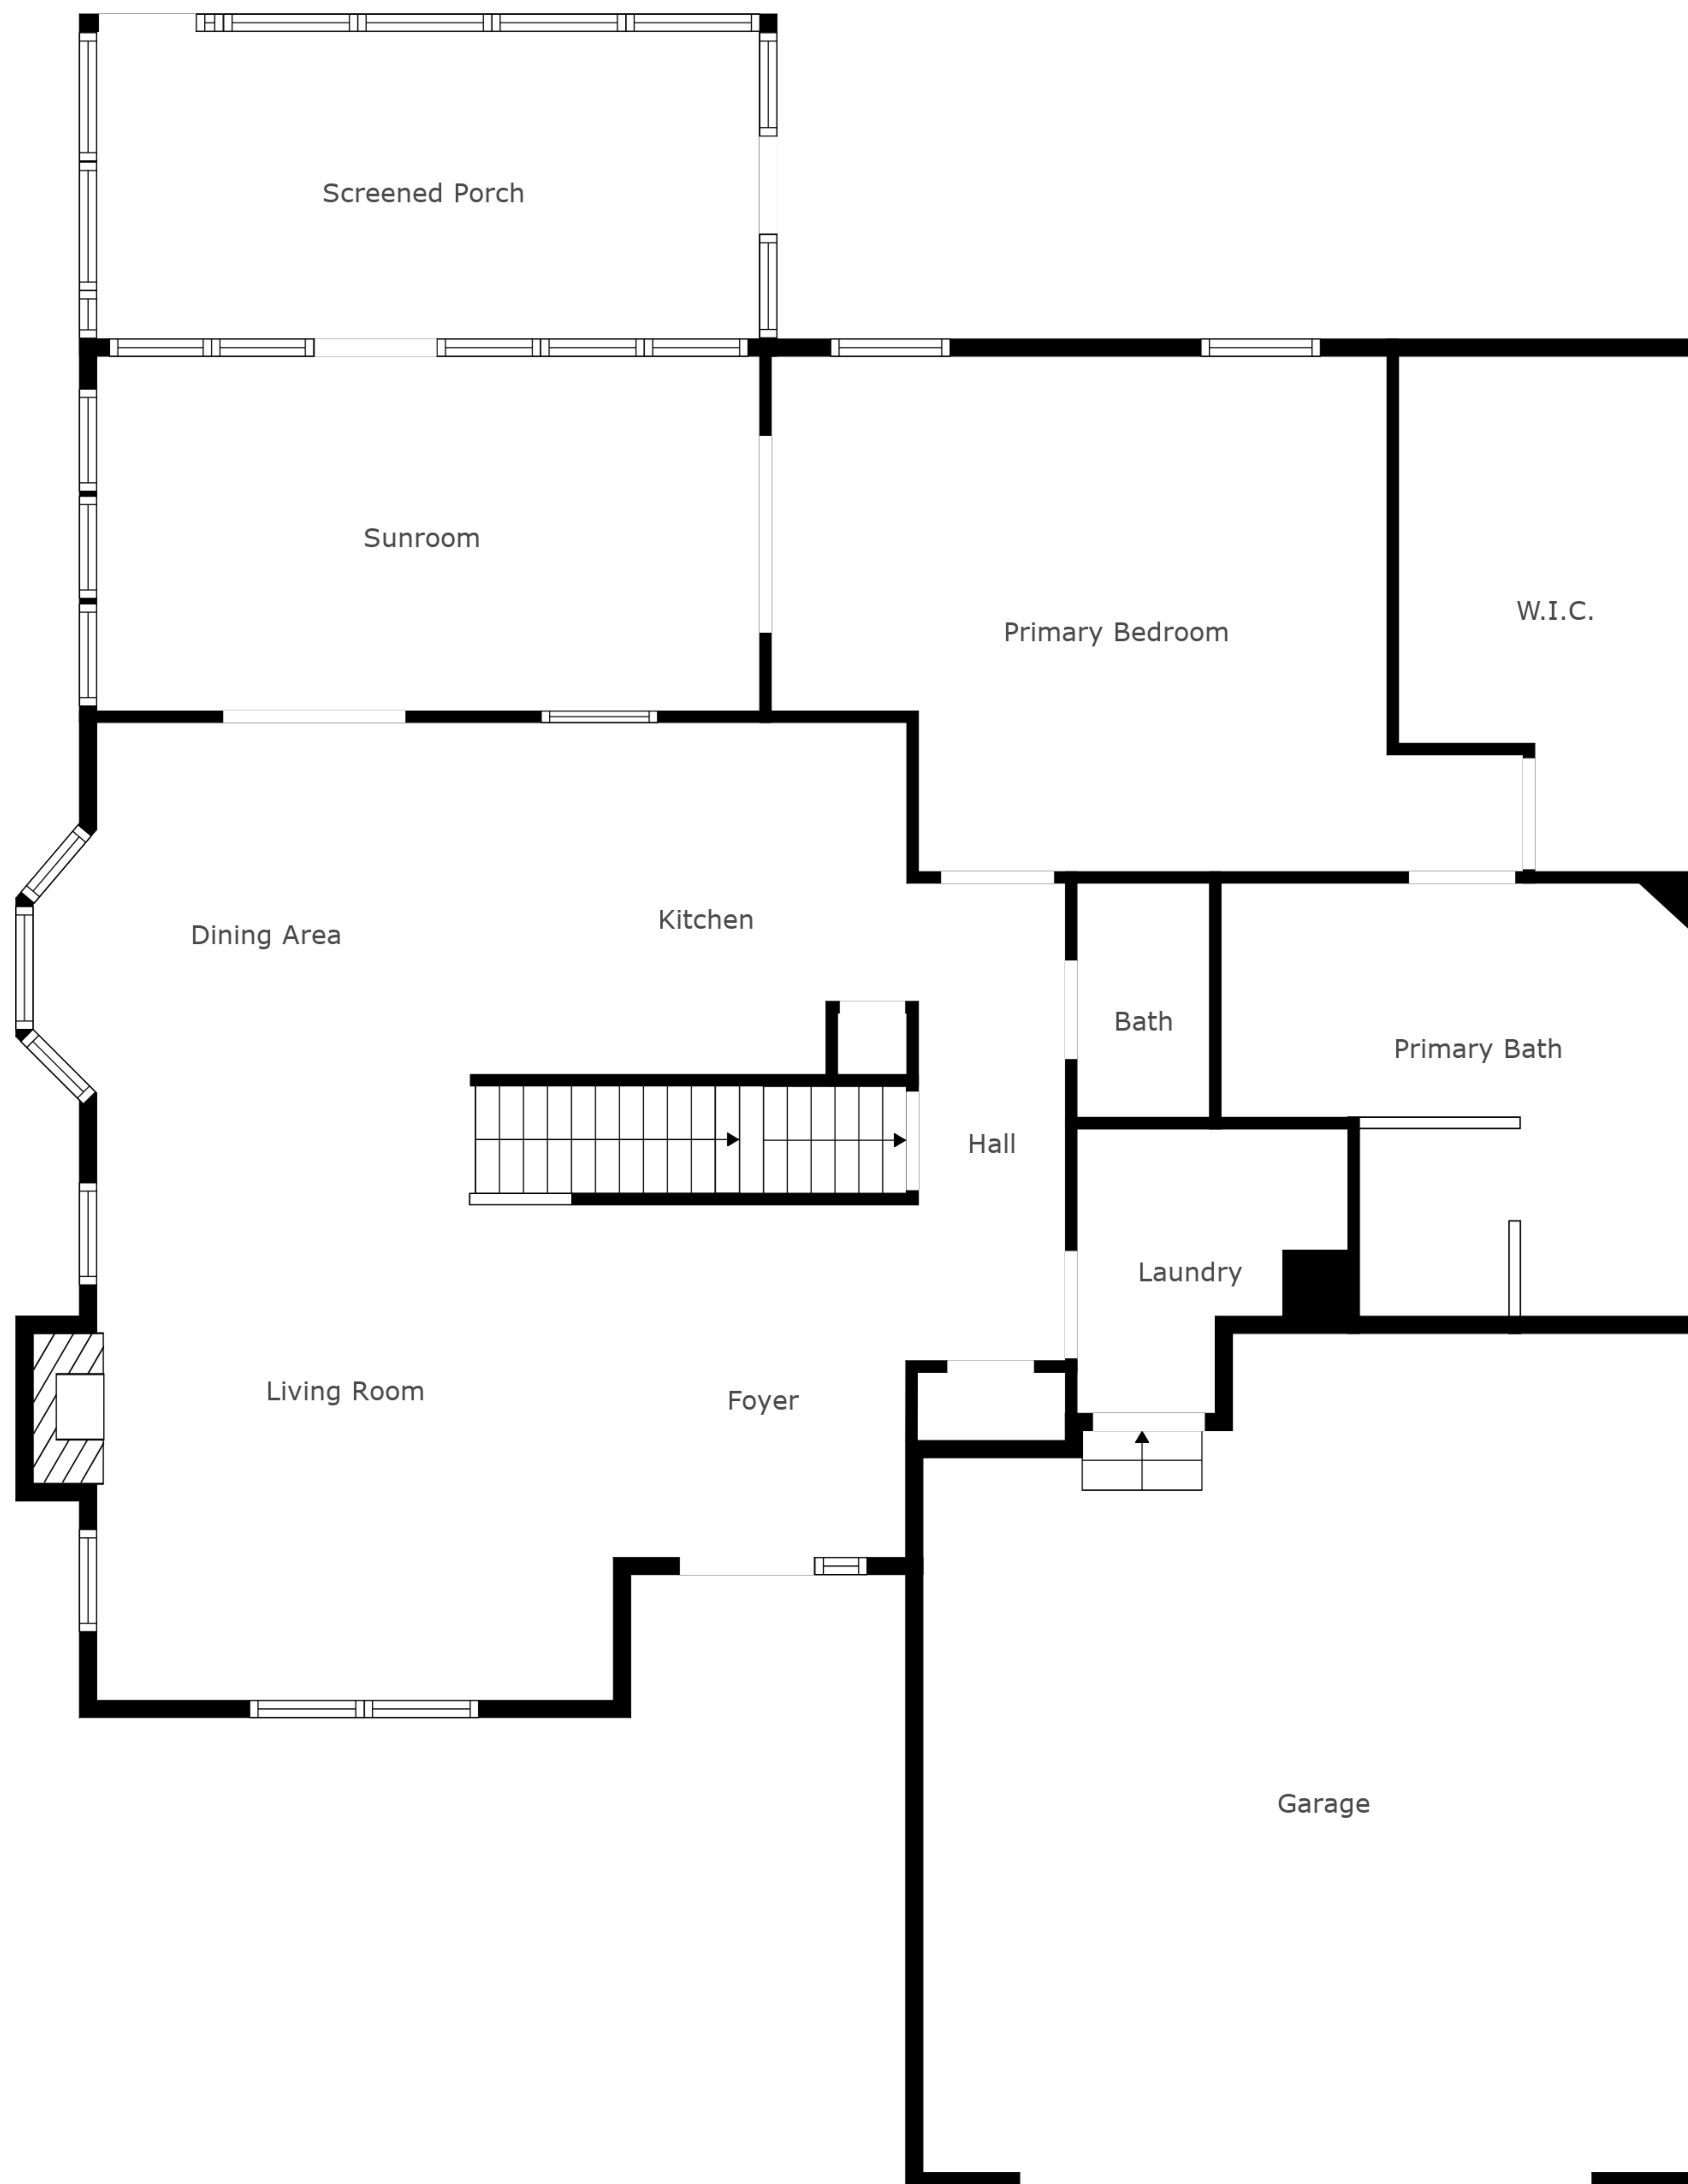 Screened Porch
Sunroom
W.I.C.
Primary Bedroom
Kitchen
Dining Area
Bath
Primary Bath
Hall
Laundry
Living Room
Foyer
Garage